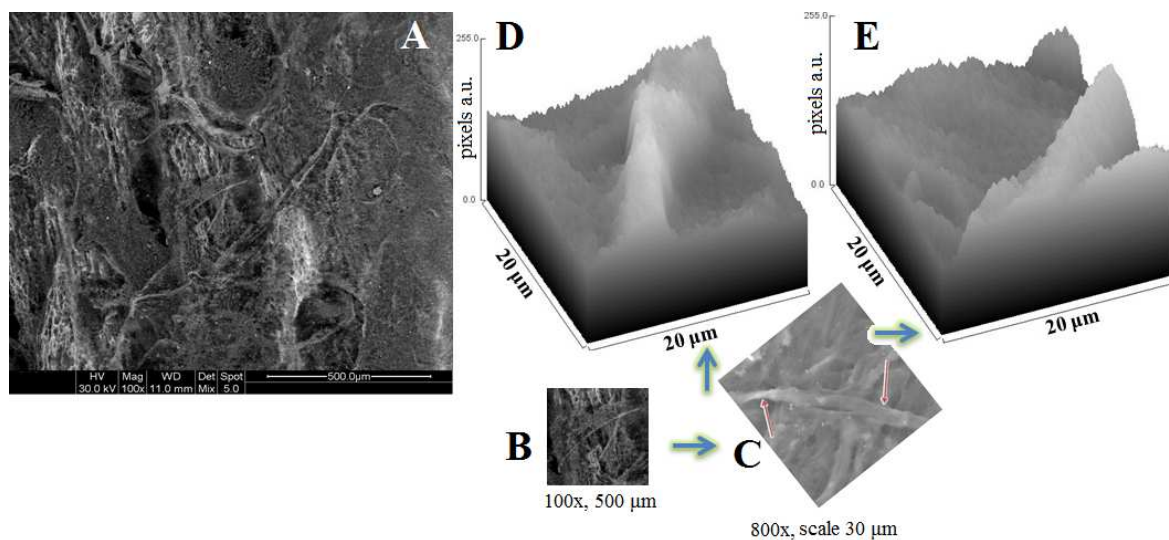 A
HV Mag WD Det Spot
30.0 kV 100x 11.0 mm Mix 5.0
500.0µm
D
255.0
pixels a.u.
0.0
20 µm
20 µm
E
255.0
pixels a.u.
0.0
20 µm
20 µm
B
100x, 500 µm
C
800x, scale 30 µm